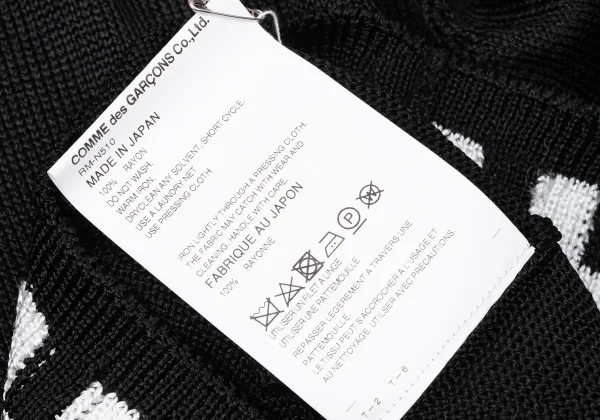 COMME des GARÇONS Co.,Ltd.
RM-N510
MADE IN JAPAN
100% RAYON
DO NOT WASH.
WARM IRON.
DRYCLEAN ANY SOLVENT, SHORT CYCLE.
USE A LAUNDRY NET
USE PRESSING CLOTH.
IRON LIGHTLY THROUGH A PRESSING CLOTH.
THE FABRIC MAY CATCH WITH WEAR AND
CLEANING. HANDLE WITH CARE
FABRIQUE AU JAPON
100% RAYONNE
P
UTILISER UN FILET A LINGE
UTILISER UNE PATTEMOUILLE
REPASSER LEGEREMENT A TRAVERS UNE
PATTEMOUILLE
LE TISSU PEUT S'ACCROCHER A L'USAGE ET
AU NETTOYAGE. UTILISER AVEC PRECAUTIONS.
T-2 T-8